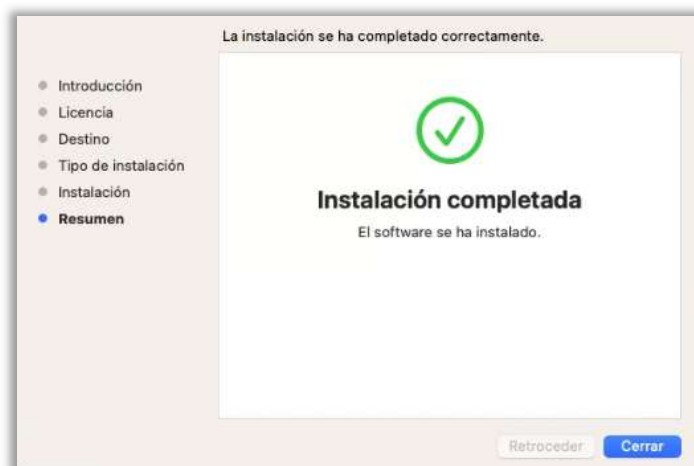 La instalación se ha completado correctamente.
Introducción
Licencia
Destino
Tipo de instalación
Instalación
Resumen
Instalación completada
El software se ha instalado.
Retroceder
Cerrar